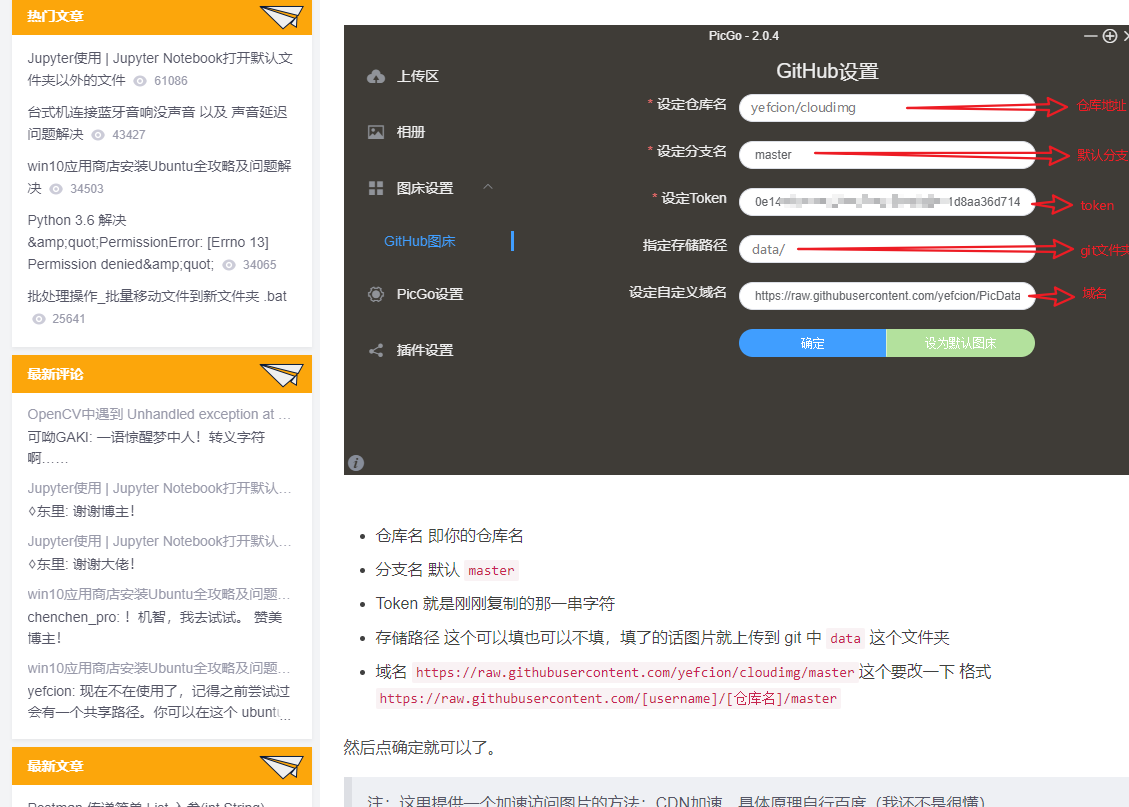 热门文章
Jupyter使用 | Jupyter Notebook打开默认文
件夹以外的文件 61086
台式机连接蓝牙音响没声音 以及 声音延迟
问题解决 43427
win10应用商店安装Ubuntu全攻略及问题解
决 34503
Python 3.6 解决
&amp;quot;PermissionError: [Errno 13]
Permission denied&amp;quot; 34065
批处理操作_批量移动文件到新文件夹 .bat
25641
最新评论
OpenCV中遇到 Unhandled exception at ...
可呦GAKI: 一语惊醒梦中人！转义字符
啊……
Jupyter使用 | Jupyter Notebook打开默认...
◊东里: 谢谢博主！
Jupyter使用 | Jupyter Notebook打开默认...
◊东里: 谢谢大佬！
win10应用商店安装Ubuntu全攻略及问题...
chenchen_pro: ！机智，我去试试。 赞美
博主！
win10应用商店安装Ubuntu全攻略及问题...
yefcion: 现在不在使用了，记得之前尝试过
会有一个共享路径。你可以在这个 ubuntu...
最新文章
Postman 传递简单 List 入参(int String)
PicGo - 2.0.4
上传区
相册
图床设置
GitHub图床
PicGo设置
插件设置
GitHub设置
* 设定仓库名 yefcion/cloudimg 仓库地址
* 设定分支名 master 默认分支
* 设定Token 0e14 1d8aa36d714 token
指定存储路径 data/ git文件夹
设定自定义域名 https://raw.githubusercontent.com/yefcion/PicData 域名
确定 设为默认图床
仓库名 即你的仓库名
分支名 默认 master
Token 就是刚刚复制的那一串字符
存储路径 这个可以填也可以不填，填了的话图片就上传到 git 中 data 这个文件夹
域名 https://raw.githubusercontent.com/yefcion/cloudimg/master 这个要改一下 格式
https://raw.githubusercontent.com/[username]/[仓库名]/master
然后点确定就可以了。
注：这里提供一个加速访问图片的方法：CDN加速，具体原理自行百度（我还不是很懂）